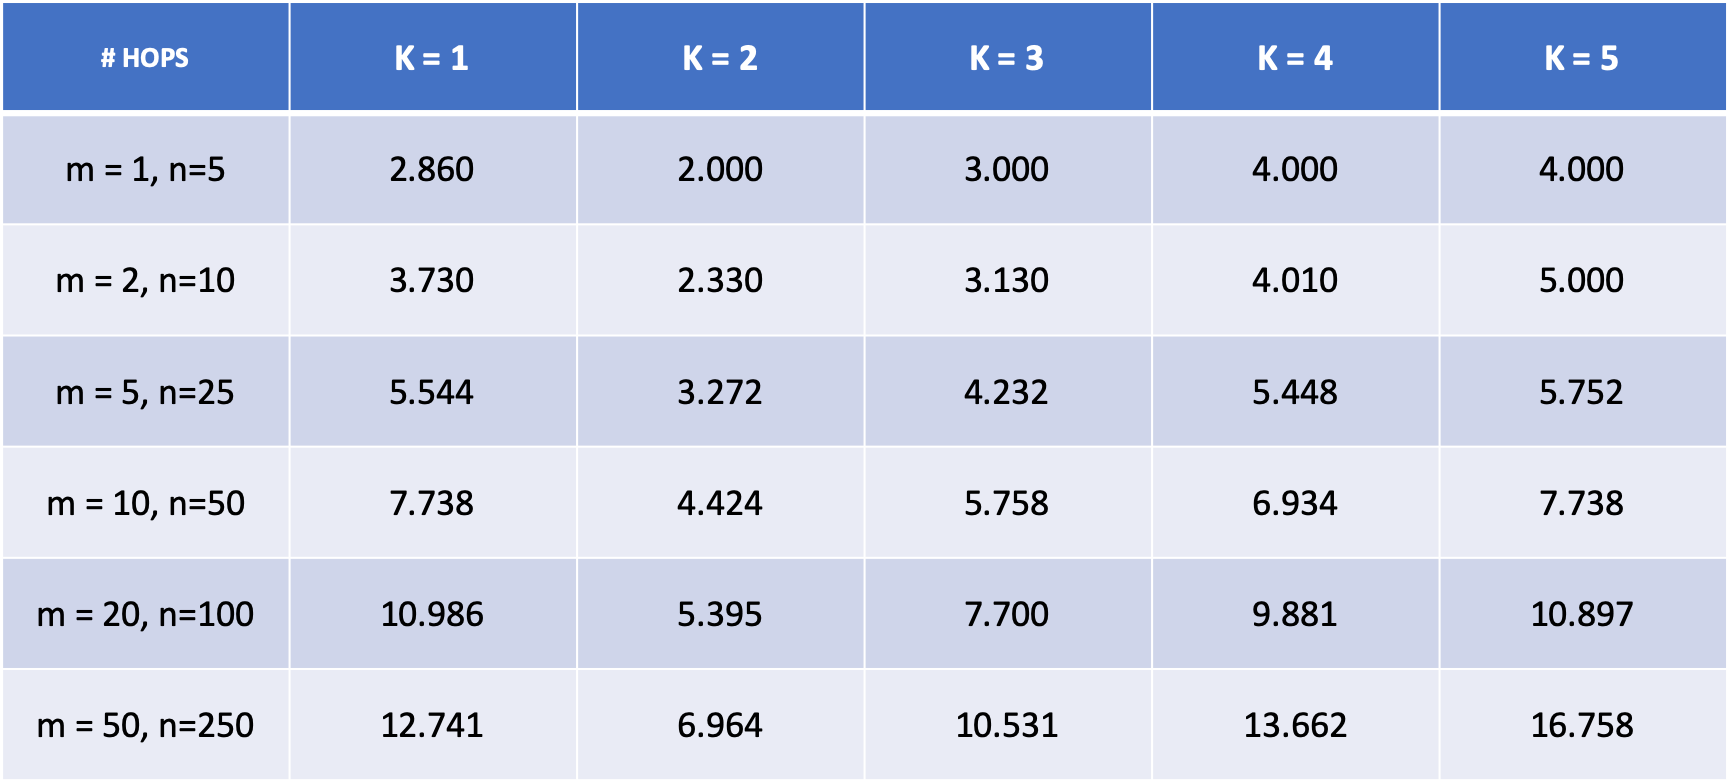 # HOPS K = 1 K = 2 K = 3 K = 4 K = 5
m = 1, n=5 2.860 2.000 3.000 4.000 4.000
m = 2, n=10 3.730 2.330 3.130 4.010 5.000
m = 5, n=25 5.544 3.272 4.232 5.448 5.752
m = 10, n=50 7.738 4.424 5.758 6.934 7.738
m = 20, n=100 10.986 5.395 7.700 9.881 10.897
m = 50, n=250 12.741 6.964 10.531 13.662 16.758